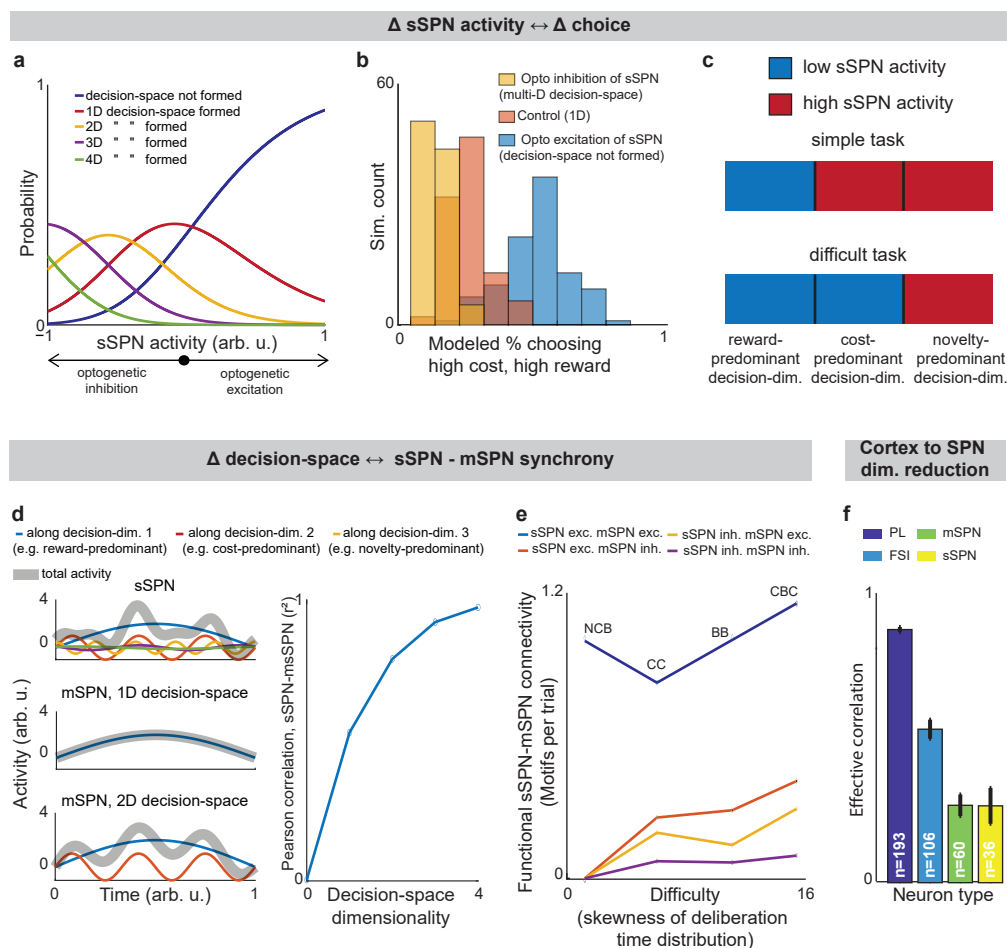 Δ sSPN activity ↔ Δ choice
a
1
Probability
0
decision-space not formed
1D decision-space formed
2D " " formed
3D " " formed
4D " " formed
−1
1
sSPN activity (arb. u.)
optogenetic
inhibition
optogenetic
excitation
b
60
Sim. count
0
Opto inhibition of sSPN
(multi-D decision-space)
Control (1D)
Opto excitation of sSPN
(decision-space not formed)
0
1
Modeled % choosing
high cost, high reward
c
low sSPN activity
high sSPN activity
simple task
difficult task
reward-
predominant
decision-dim.
cost-
predominant
decision-dim.
novelty-
predominant
decision-dim.
Δ decision-space ↔ sSPN - mSPN synchrony
d
along decision-dim. 1
(e.g. reward-predominant)
along decision-dim. 2
(e.g. cost-predominant)
along decision-dim. 3
(e.g. novelty-predominant)
total activity
sSPN
4
0
mSPN, 1D decision-space
4
0
mSPN, 2D decision-space
4
0
Activity (arb. u.)
0
1
Time (arb. u.)
Pearson correlation, sSPN-msSPN (r²)
1
0
0
4
Decision-space
dimensionality
e
sSPN exc. mSPN exc.
sSPN exc. mSPN inh.
sSPN inh. mSPN exc.
sSPN inh. mSPN inh.
Functional sSPN-mSPN connectivity
(Motifs per trial)
1.2
0
NCB
CC
BB
CBC
0
16
Difficulty
(skewness of deliberation
time distribution)
Cortex to SPN
dim. reduction
f
PL
mSPN
FSI
sSPN
Effective correlation
1
0
n=193
n=106
n=60
n=36
Neuron type